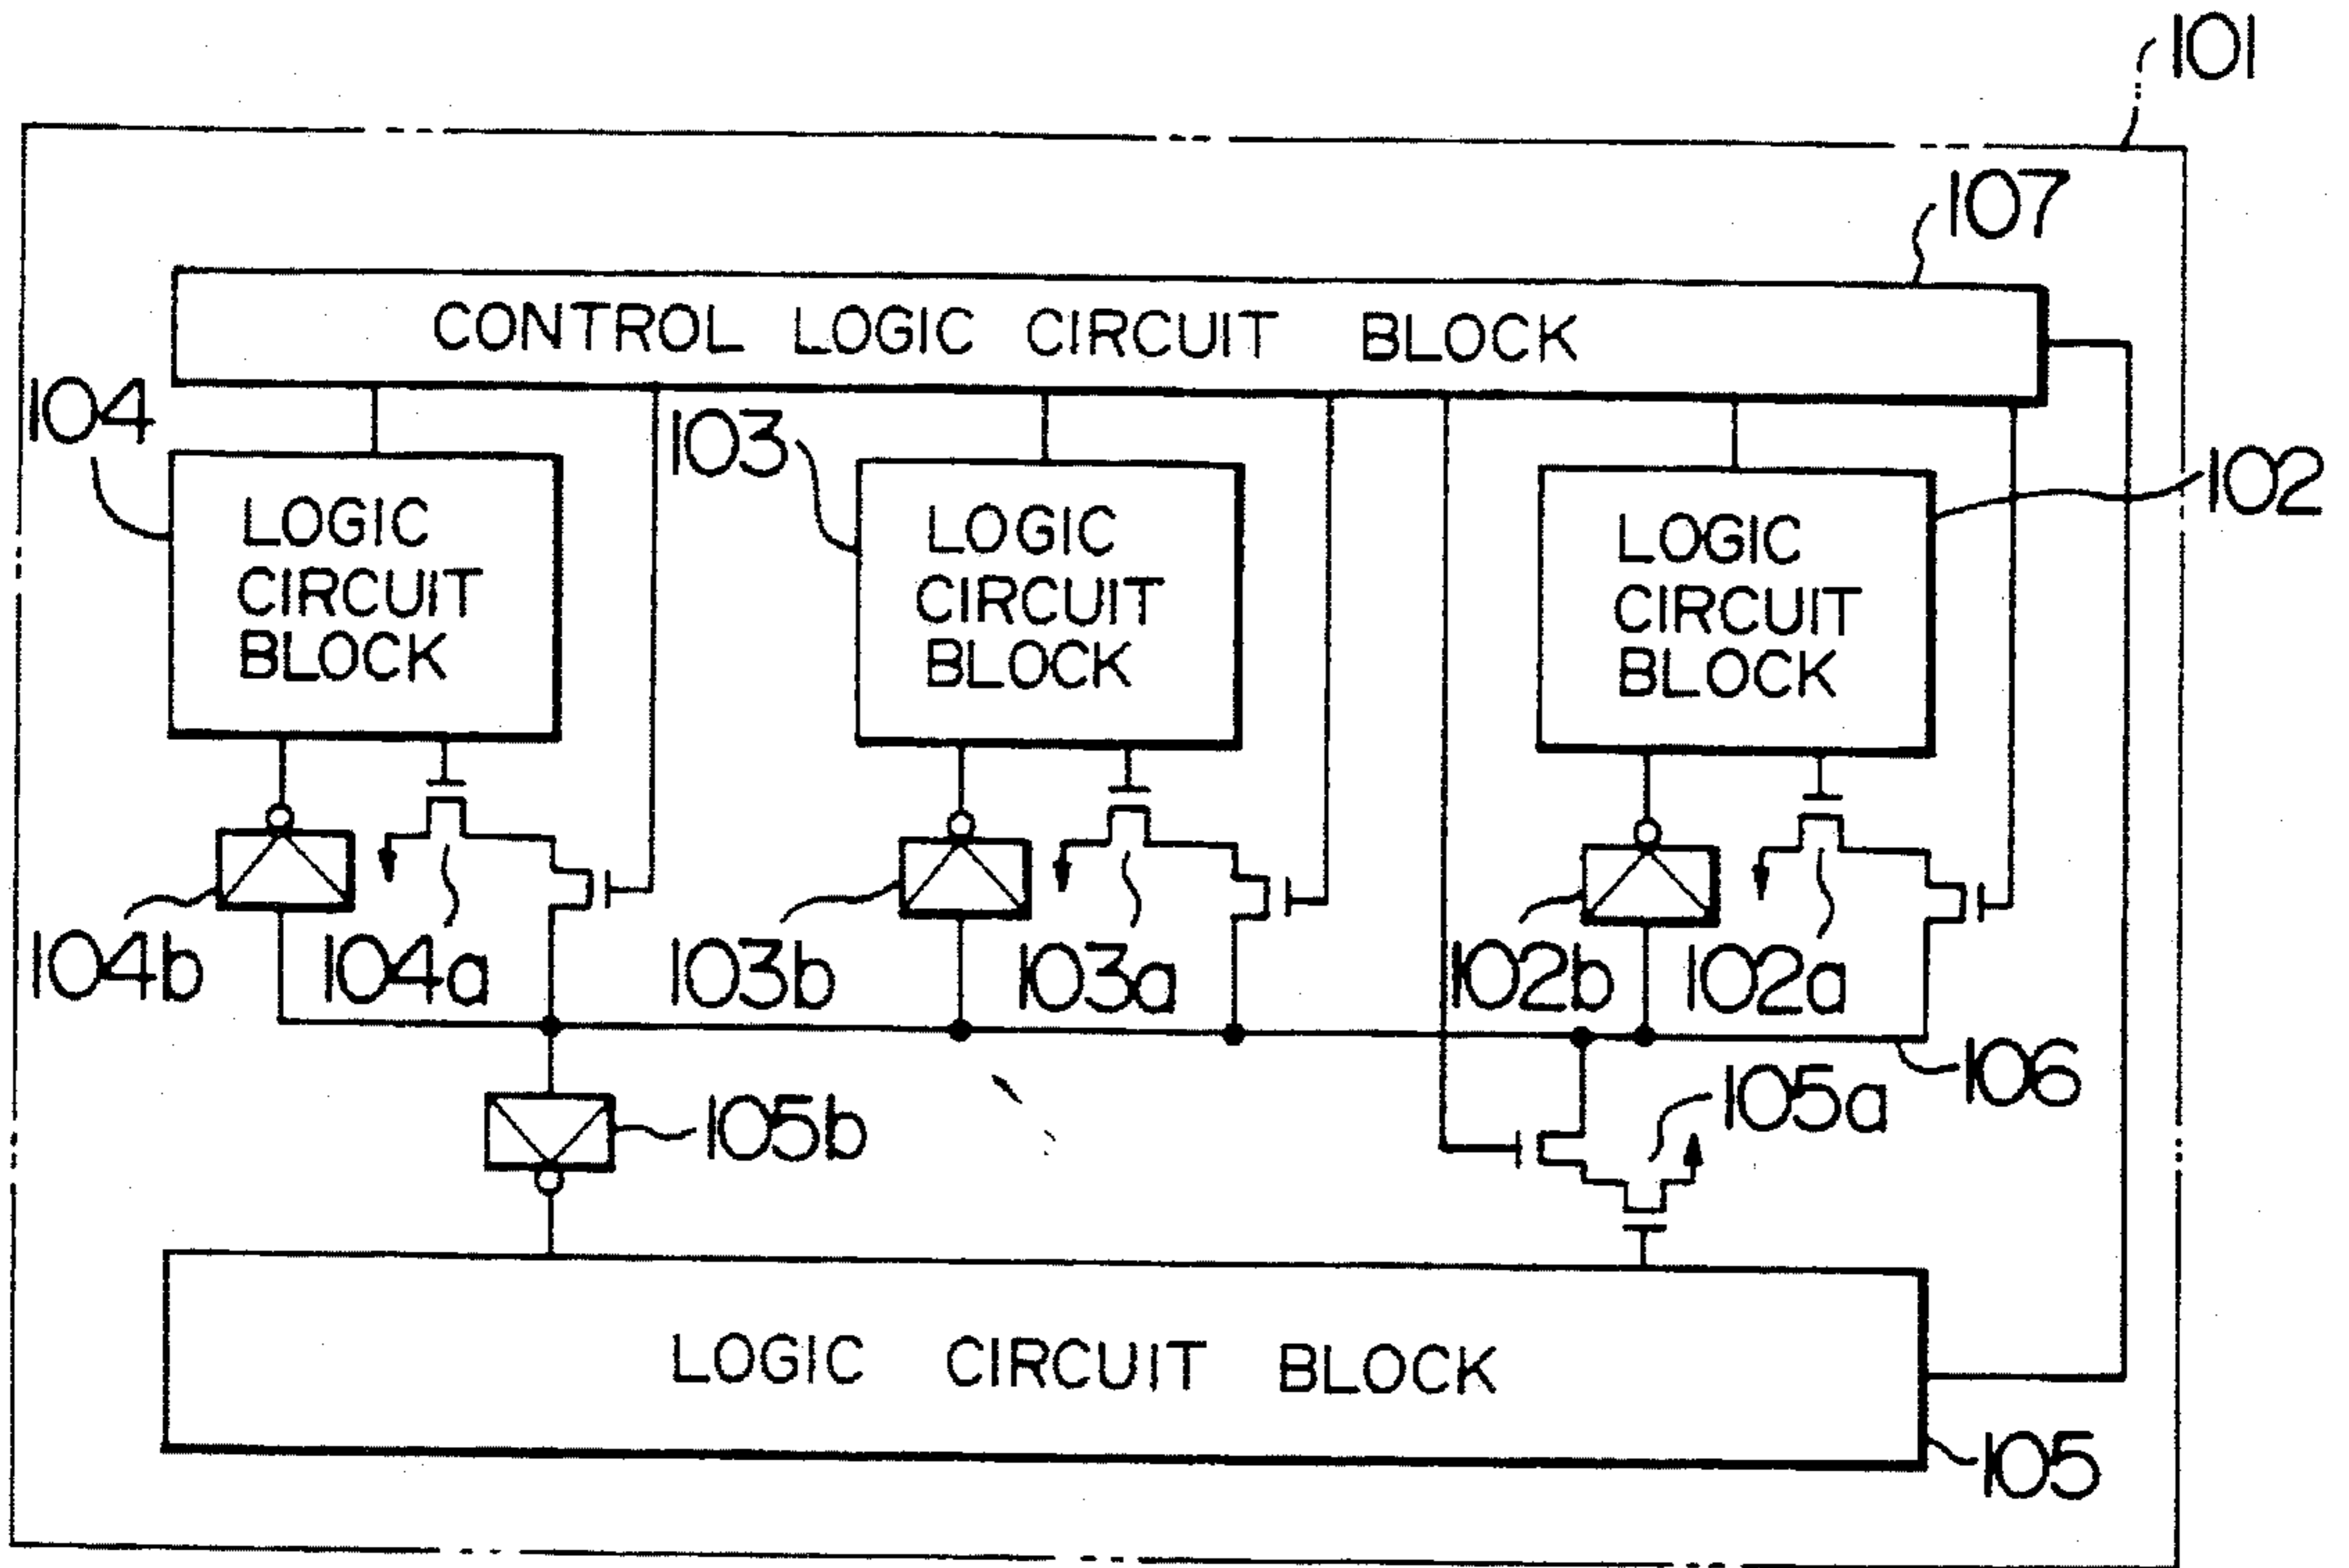 101
107
CONTROL LOGIC CIRCUIT BLOCK
104
103
102
LOGIC
CIRCUIT
BLOCK
LOGIC
CIRCUIT
BLOCK
LOGIC
CIRCUIT
BLOCK
104b
104a
103b
103a
102b
102a
106
105a
105b
LOGIC CIRCUIT BLOCK
105